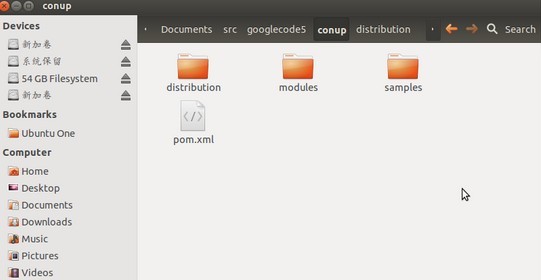 conup
Devices
新加卷
系统保留
54 GB Filesystem
新加卷
Bookmarks
Ubuntu One
Computer
Home
Desktop
Documents
Downloads
Music
Pictures
Videos
Documents src googlecode5 conup distribution Search
distribution modules samples
pom.xml